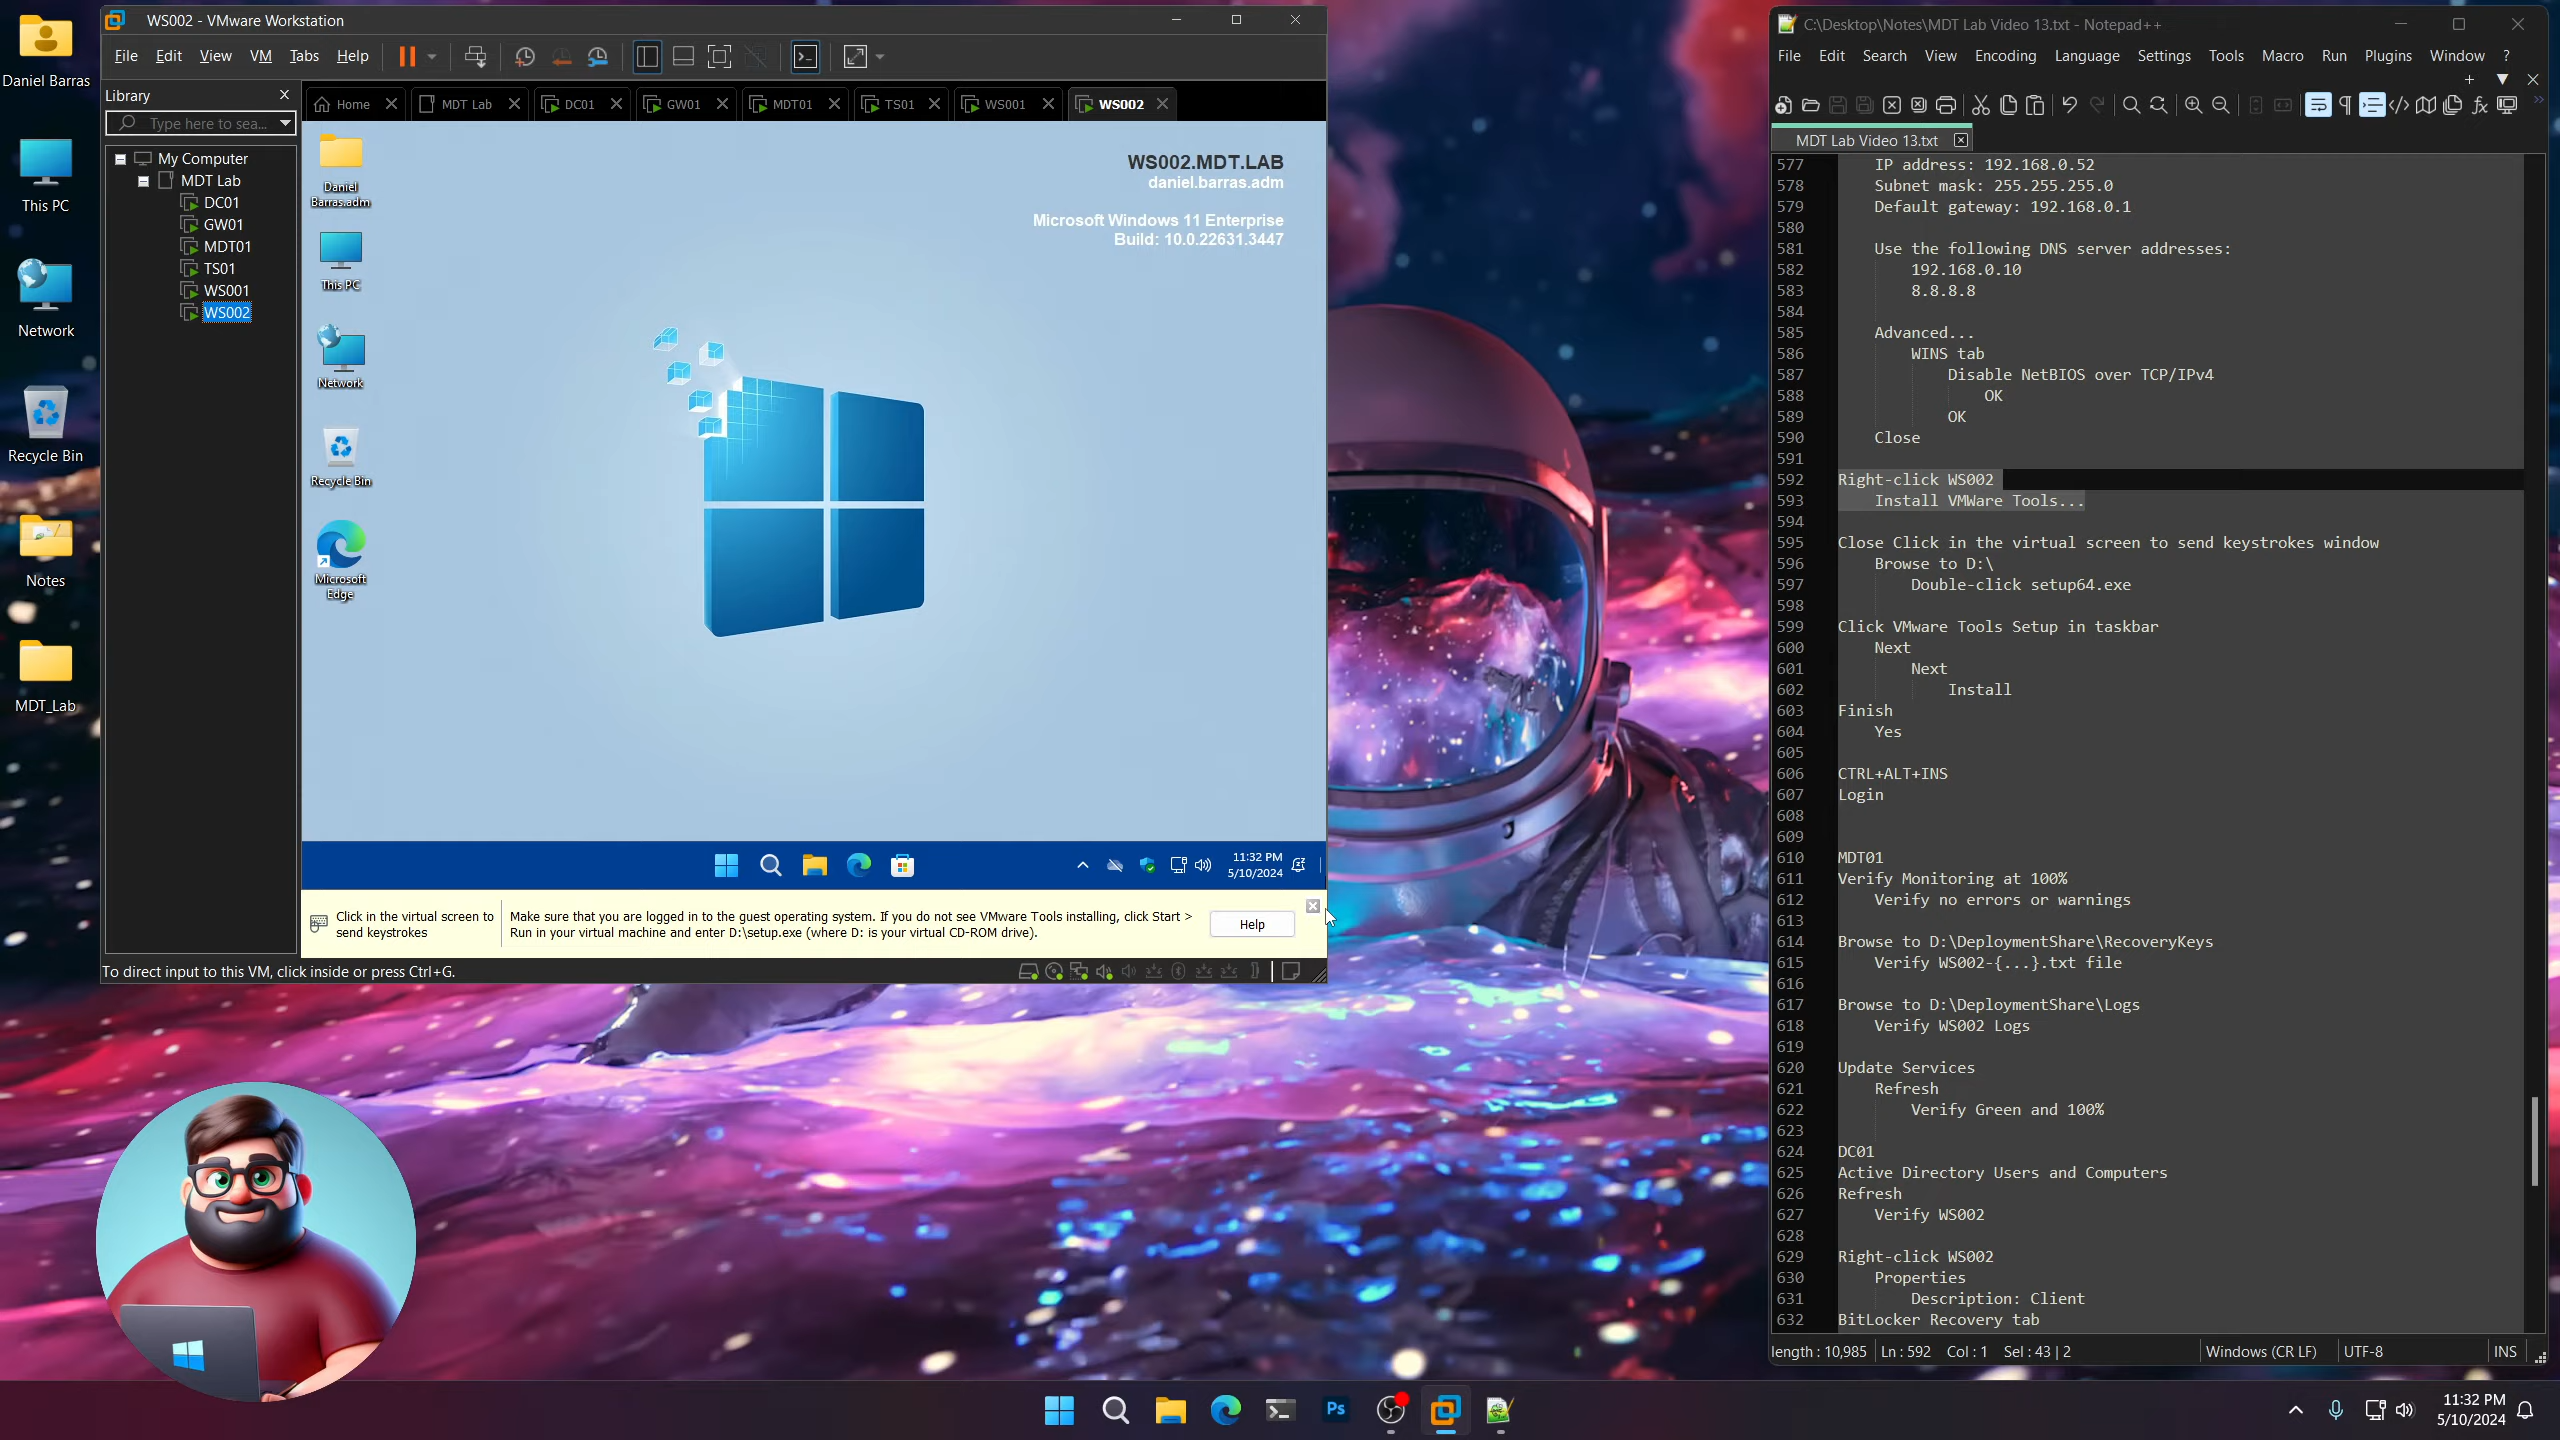 Daniel Barras
This PC
Network
Recycle Bin
Notes
MDT_Lab
WS002 - VMware Workstation
File Edit View VM Tabs Help
Library
Type here to sea...
My Computer
MDT Lab
DC01
GW01
MDT01
TS01
WS001
WS002
Home MDT Lab DC01 GW01 MDT01 TS01 WS001 WS002
Daniel
Barras.adm
This PC
Network
Recycle Bin
Microsoft
Edge
WS002.MDT.LAB
daniel.barras.adm
Microsoft Windows 11 Enterprise
Build: 10.0.22631.3447
11:32 PM
5/10/2024
Click in the virtual screen to
send keystrokes
Make sure that you are logged in to the guest operating system. If you do not see VMware Tools installing, click Start >
Run in your virtual machine and enter D:\setup.exe (where D: is your virtual CD-ROM drive).
Help
To direct input to this VM, click inside or press Ctrl+G.
C:\Desktop\Notes\MDT Lab Video 13.txt - Notepad++
File Edit Search View Encoding Language Settings Tools Macro Run Plugins Window ?
MDT Lab Video 13.txt
577 IP address: 192.168.0.52
578 Subnet mask: 255.255.255.0
579 Default gateway: 192.168.0.1
580
581 Use the following DNS server addresses:
582 192.168.0.10
583 8.8.8.8
584
585 Advanced...
586 WINS tab
587 Disable NetBIOS over TCP/IPv4
588 OK
589 OK
590 Close
591
592 Right-click WS002
593 Install VMWare Tools...
594
595 Close Click in the virtual screen to send keystrokes window
596 Browse to D:\
597 Double-click setup64.exe
598
599 Click VMware Tools Setup in taskbar
600 Next
601 Next
602 Install
603 Finish
604 Yes
605
606 CTRL+ALT+INS
607 Login
608
609
610 MDT01
611 Verify Monitoring at 100%
612 Verify no errors or warnings
613
614 Browse to D:\DeploymentShare\RecoveryKeys
615 Verify WS002-{...}.txt file
616
617 Browse to D:\DeploymentShare\Logs
618 Verify WS002 Logs
619
620 Update Services
621 Refresh
622 Verify Green and 100%
623
624 DC01
625 Active Directory Users and Computers
626 Refresh
627 Verify WS002
628
629 Right-click WS002
630 Properties
631 Description: Client
632 BitLocker Recovery tab
length : 10,985 Ln : 592 Col : 1 Sel : 43 | 2 Windows (CR LF) UTF-8 INS
Ps
11:32 PM
5/10/2024